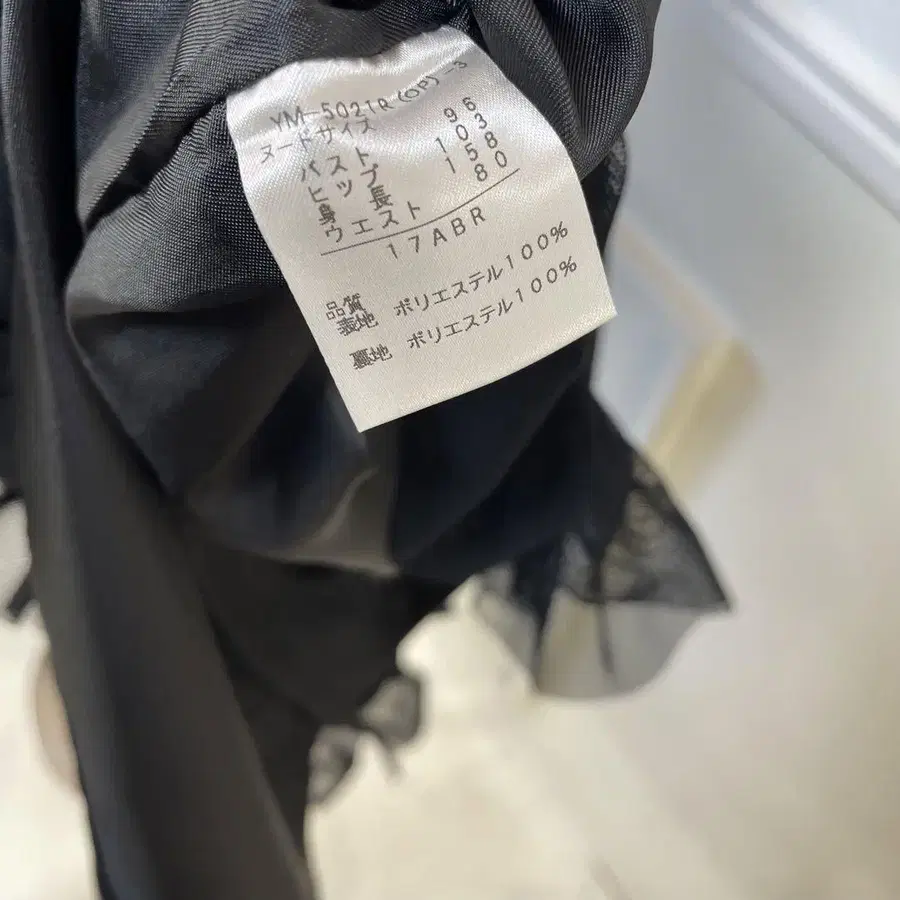 YM-5021R(OP)-3
ヌードサイズ
バスト 96
ヒップ 103
身長 158
ウエスト 80
17ABR
品質
表地 ポリエステル100%
裏地 ポリエステル100%